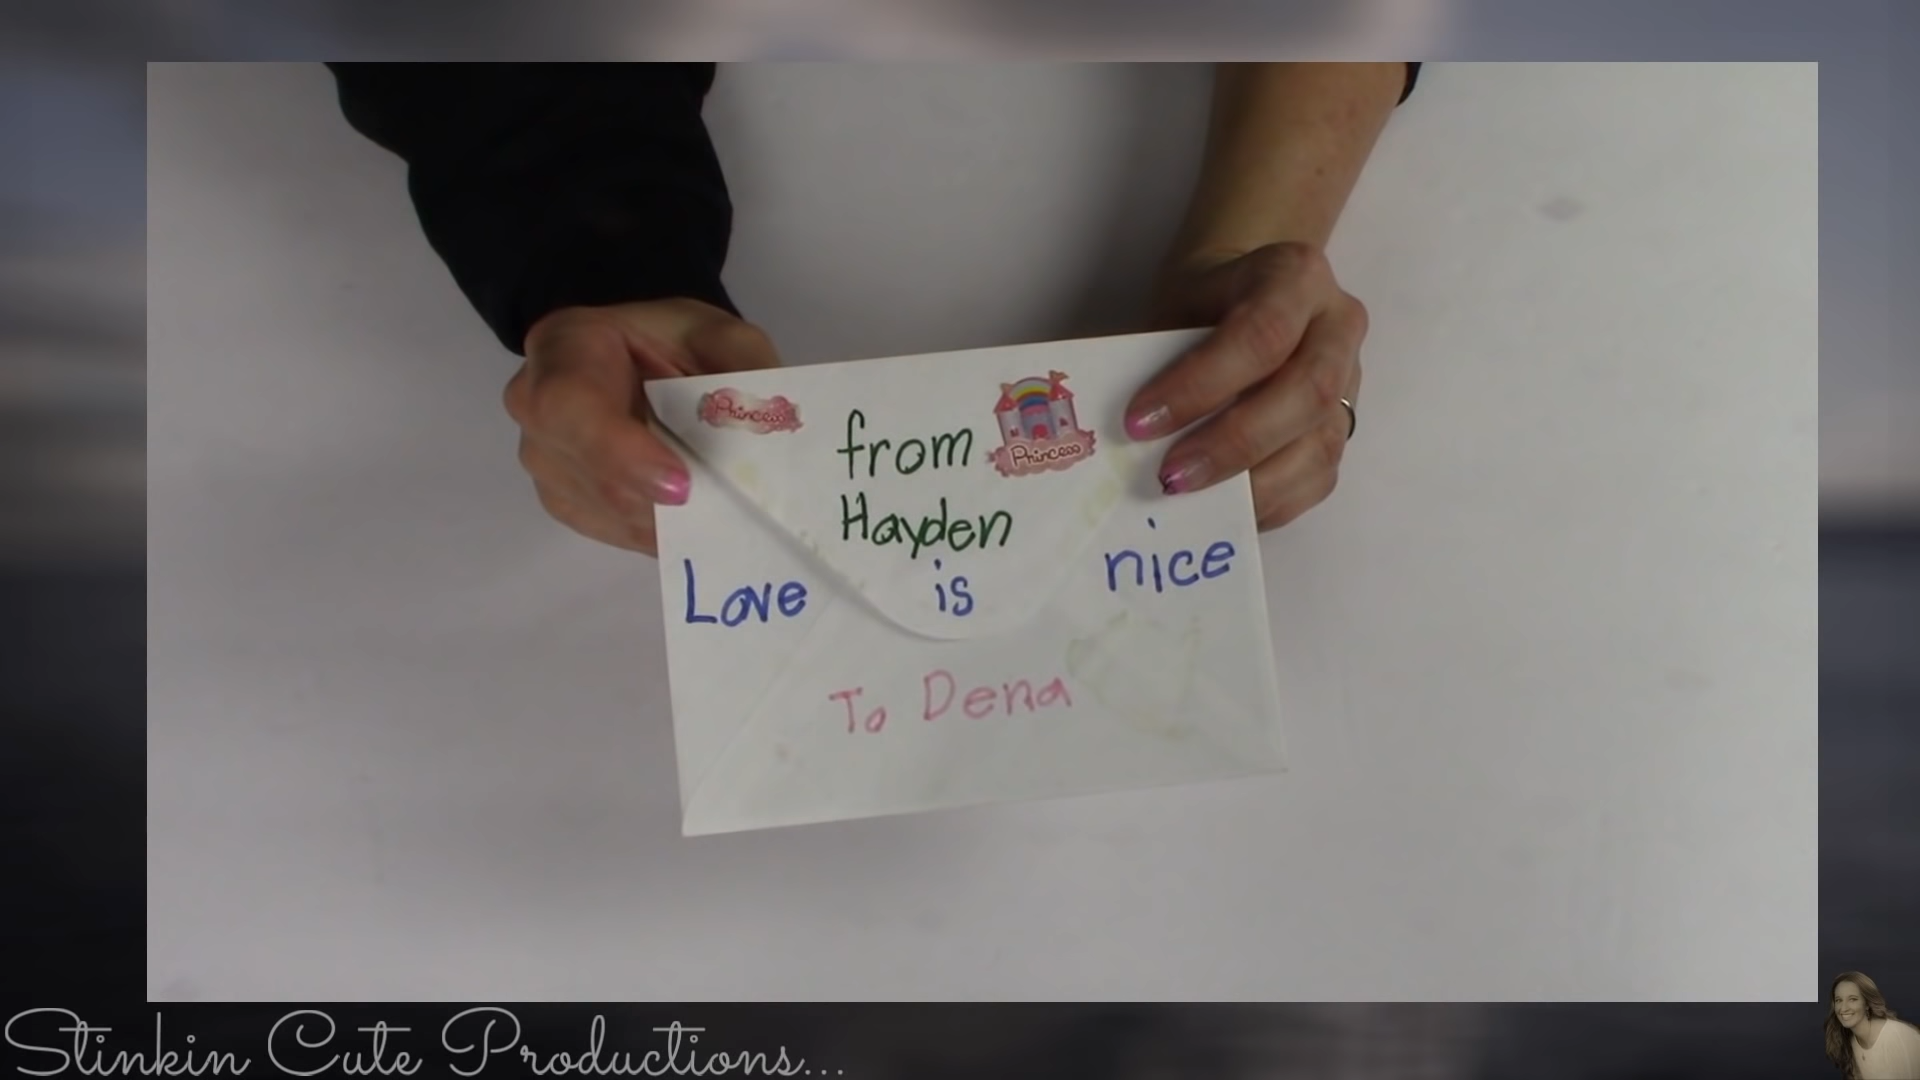 Princess
from
Princess
Hayden
Love is nice
To Dena
Stinkin Cute Productions...